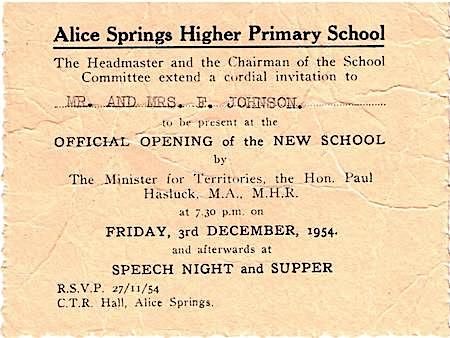 Alice Springs Higher Primary School
The Headmaster and the Chairman of the School
Committee extend a cordial invitation to
MR. AND MRS. F. JOHNSON.
to be present at the
OFFICIAL OPENING of the NEW SCHOOL
by
The Minister for Territories, the Hon. Paul
Hasluck, M.A., M.H.R.
at 7.30 p.m. on
FRIDAY, 3rd DECEMBER, 1954.
and afterwards at
SPEECH NIGHT and SUPPER
R.S.V.P. 27/11/54
C.T.R. Hall, Alice Springs.